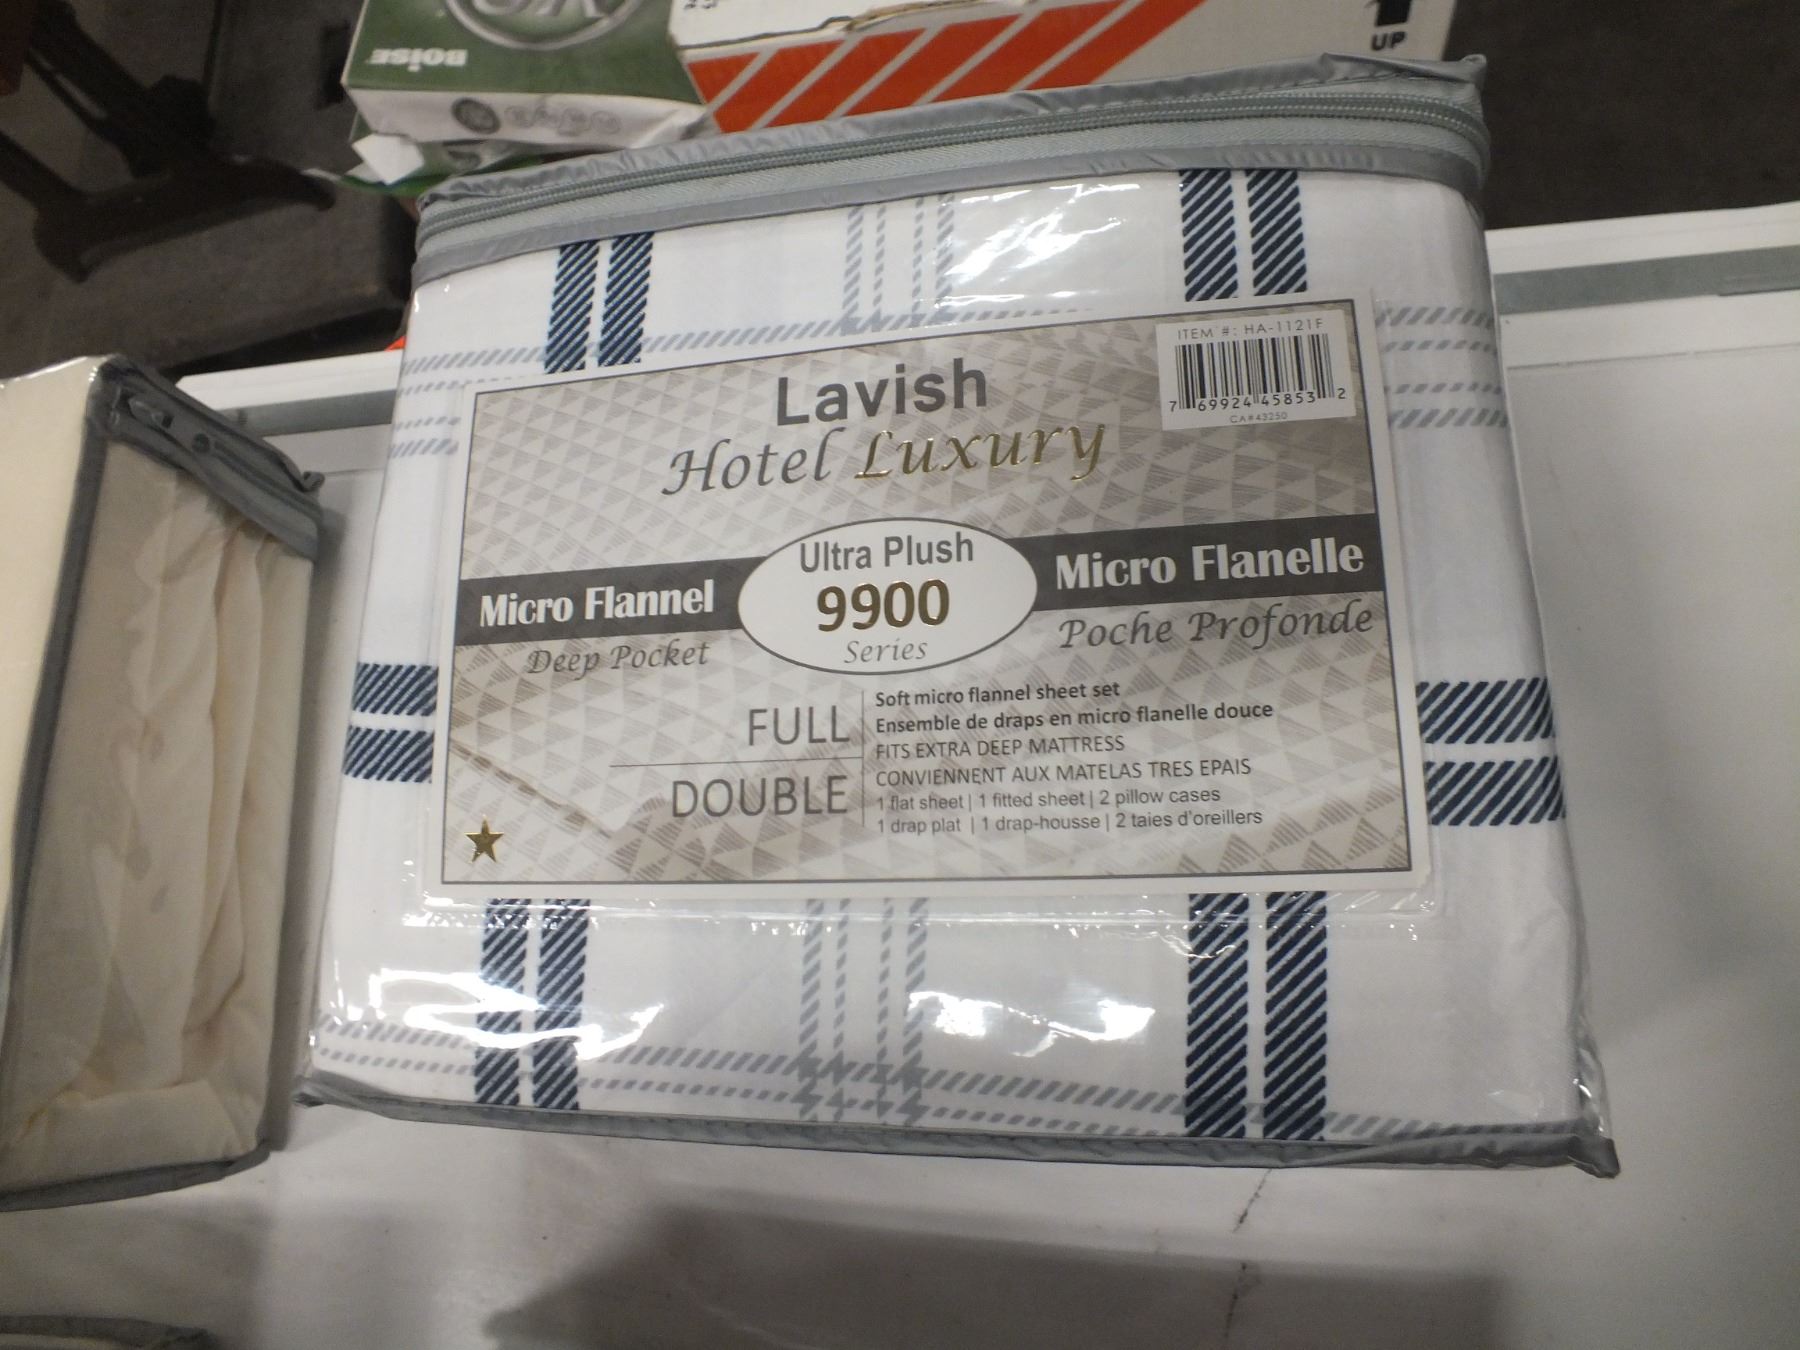 BOISE
UP
ITEM #: HA-1121F
7 69924 45853 2
CA#43250
Lavish
Hotel Luxury
Ultra Plush
9900
Series
Micro Flannel
Deep Pocket
Micro Flanelle
Poche Profonde
FULL
DOUBLE
Soft micro flannel sheet set
Ensemble de draps en micro flanelle douce
FITS EXTRA DEEP MATTRESS
CONVIENNENT AUX MATELAS TRES EPAIS
1 flat sheet | 1 fitted sheet | 2 pillow cases
1 drap plat | 1 drap-housse | 2 taies d'oreillers